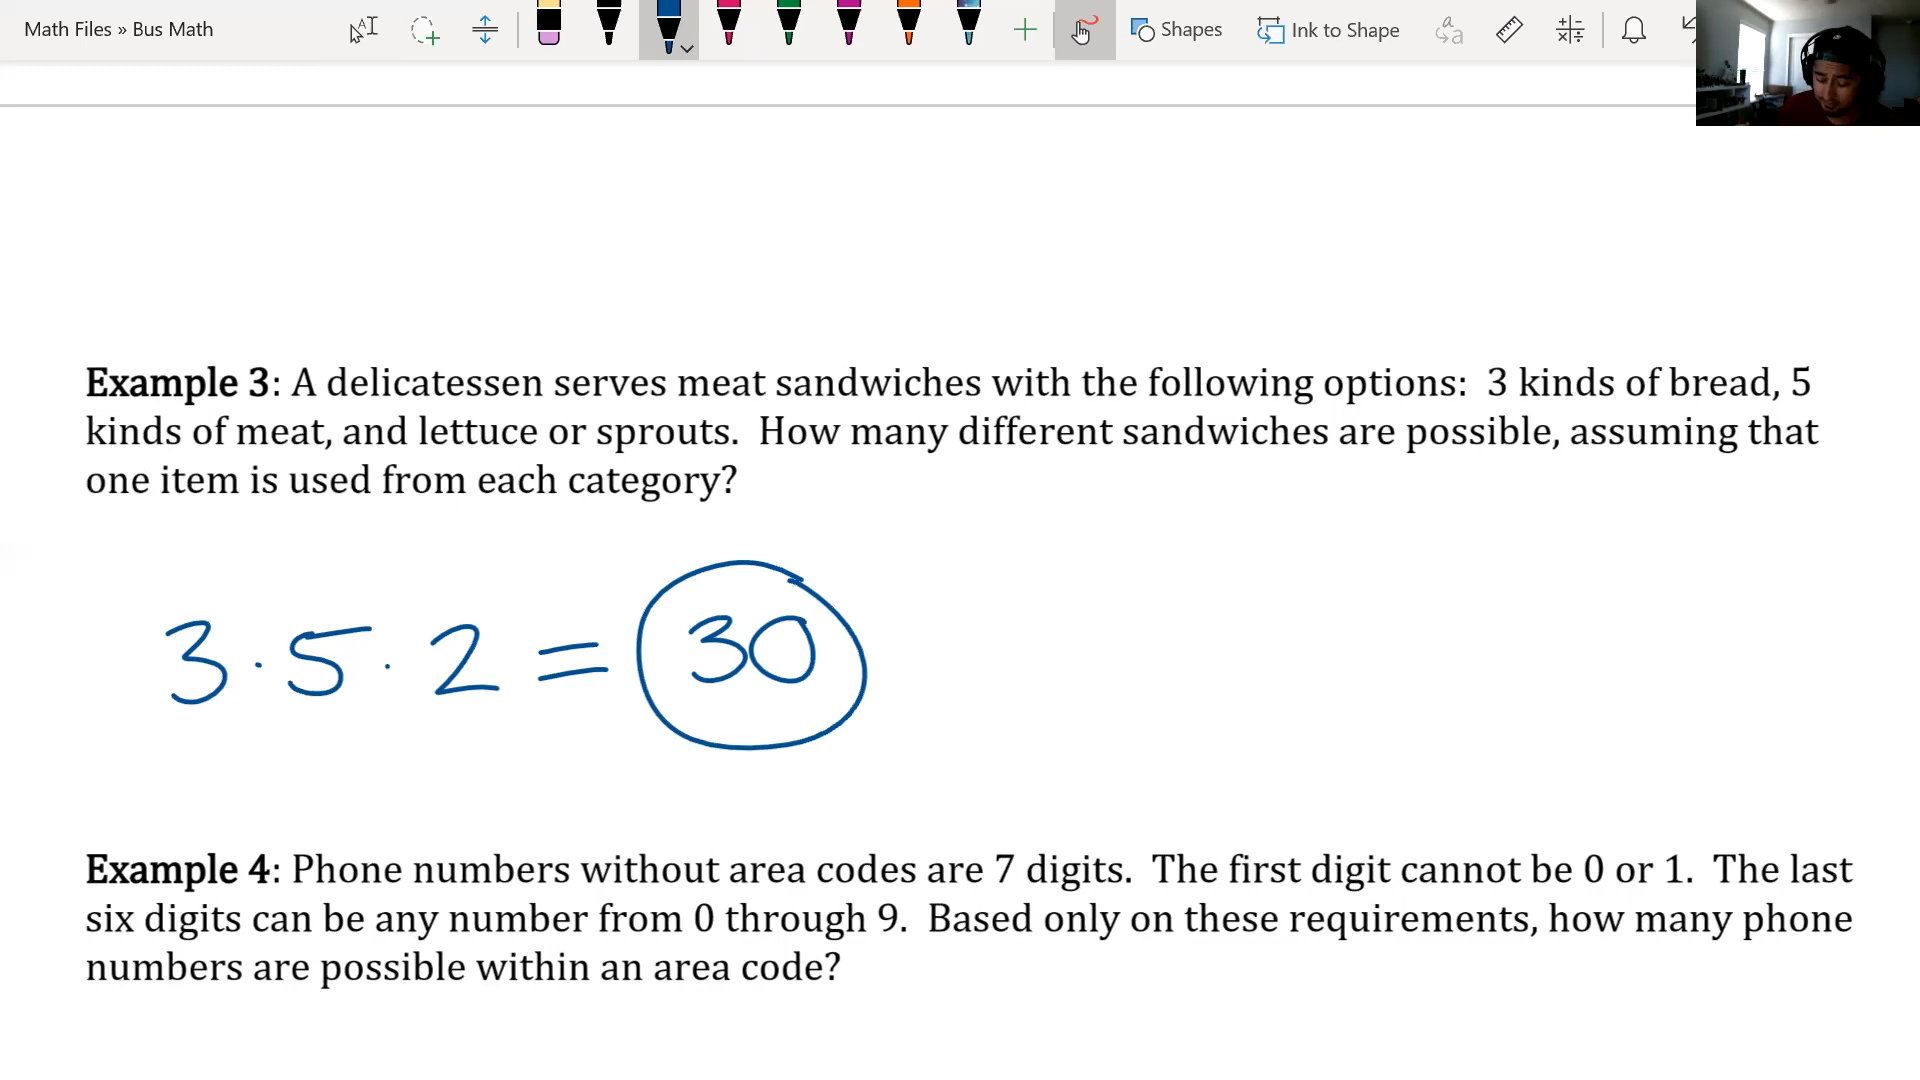 Math Files » Bus Math
Shapes
Ink to Shape
Example 3: A delicatessen serves meat sandwiches with the following options: 3 kinds of bread, 5
kinds of meat, and lettuce or sprouts. How many different sandwiches are possible, assuming that
one item is used from each category?
3 · 5 · 2 = 30
Example 4: Phone numbers without area codes are 7 digits. The first digit cannot be 0 or 1. The last
six digits can be any number from 0 through 9. Based only on these requirements, how many phone
numbers are possible within an area code?